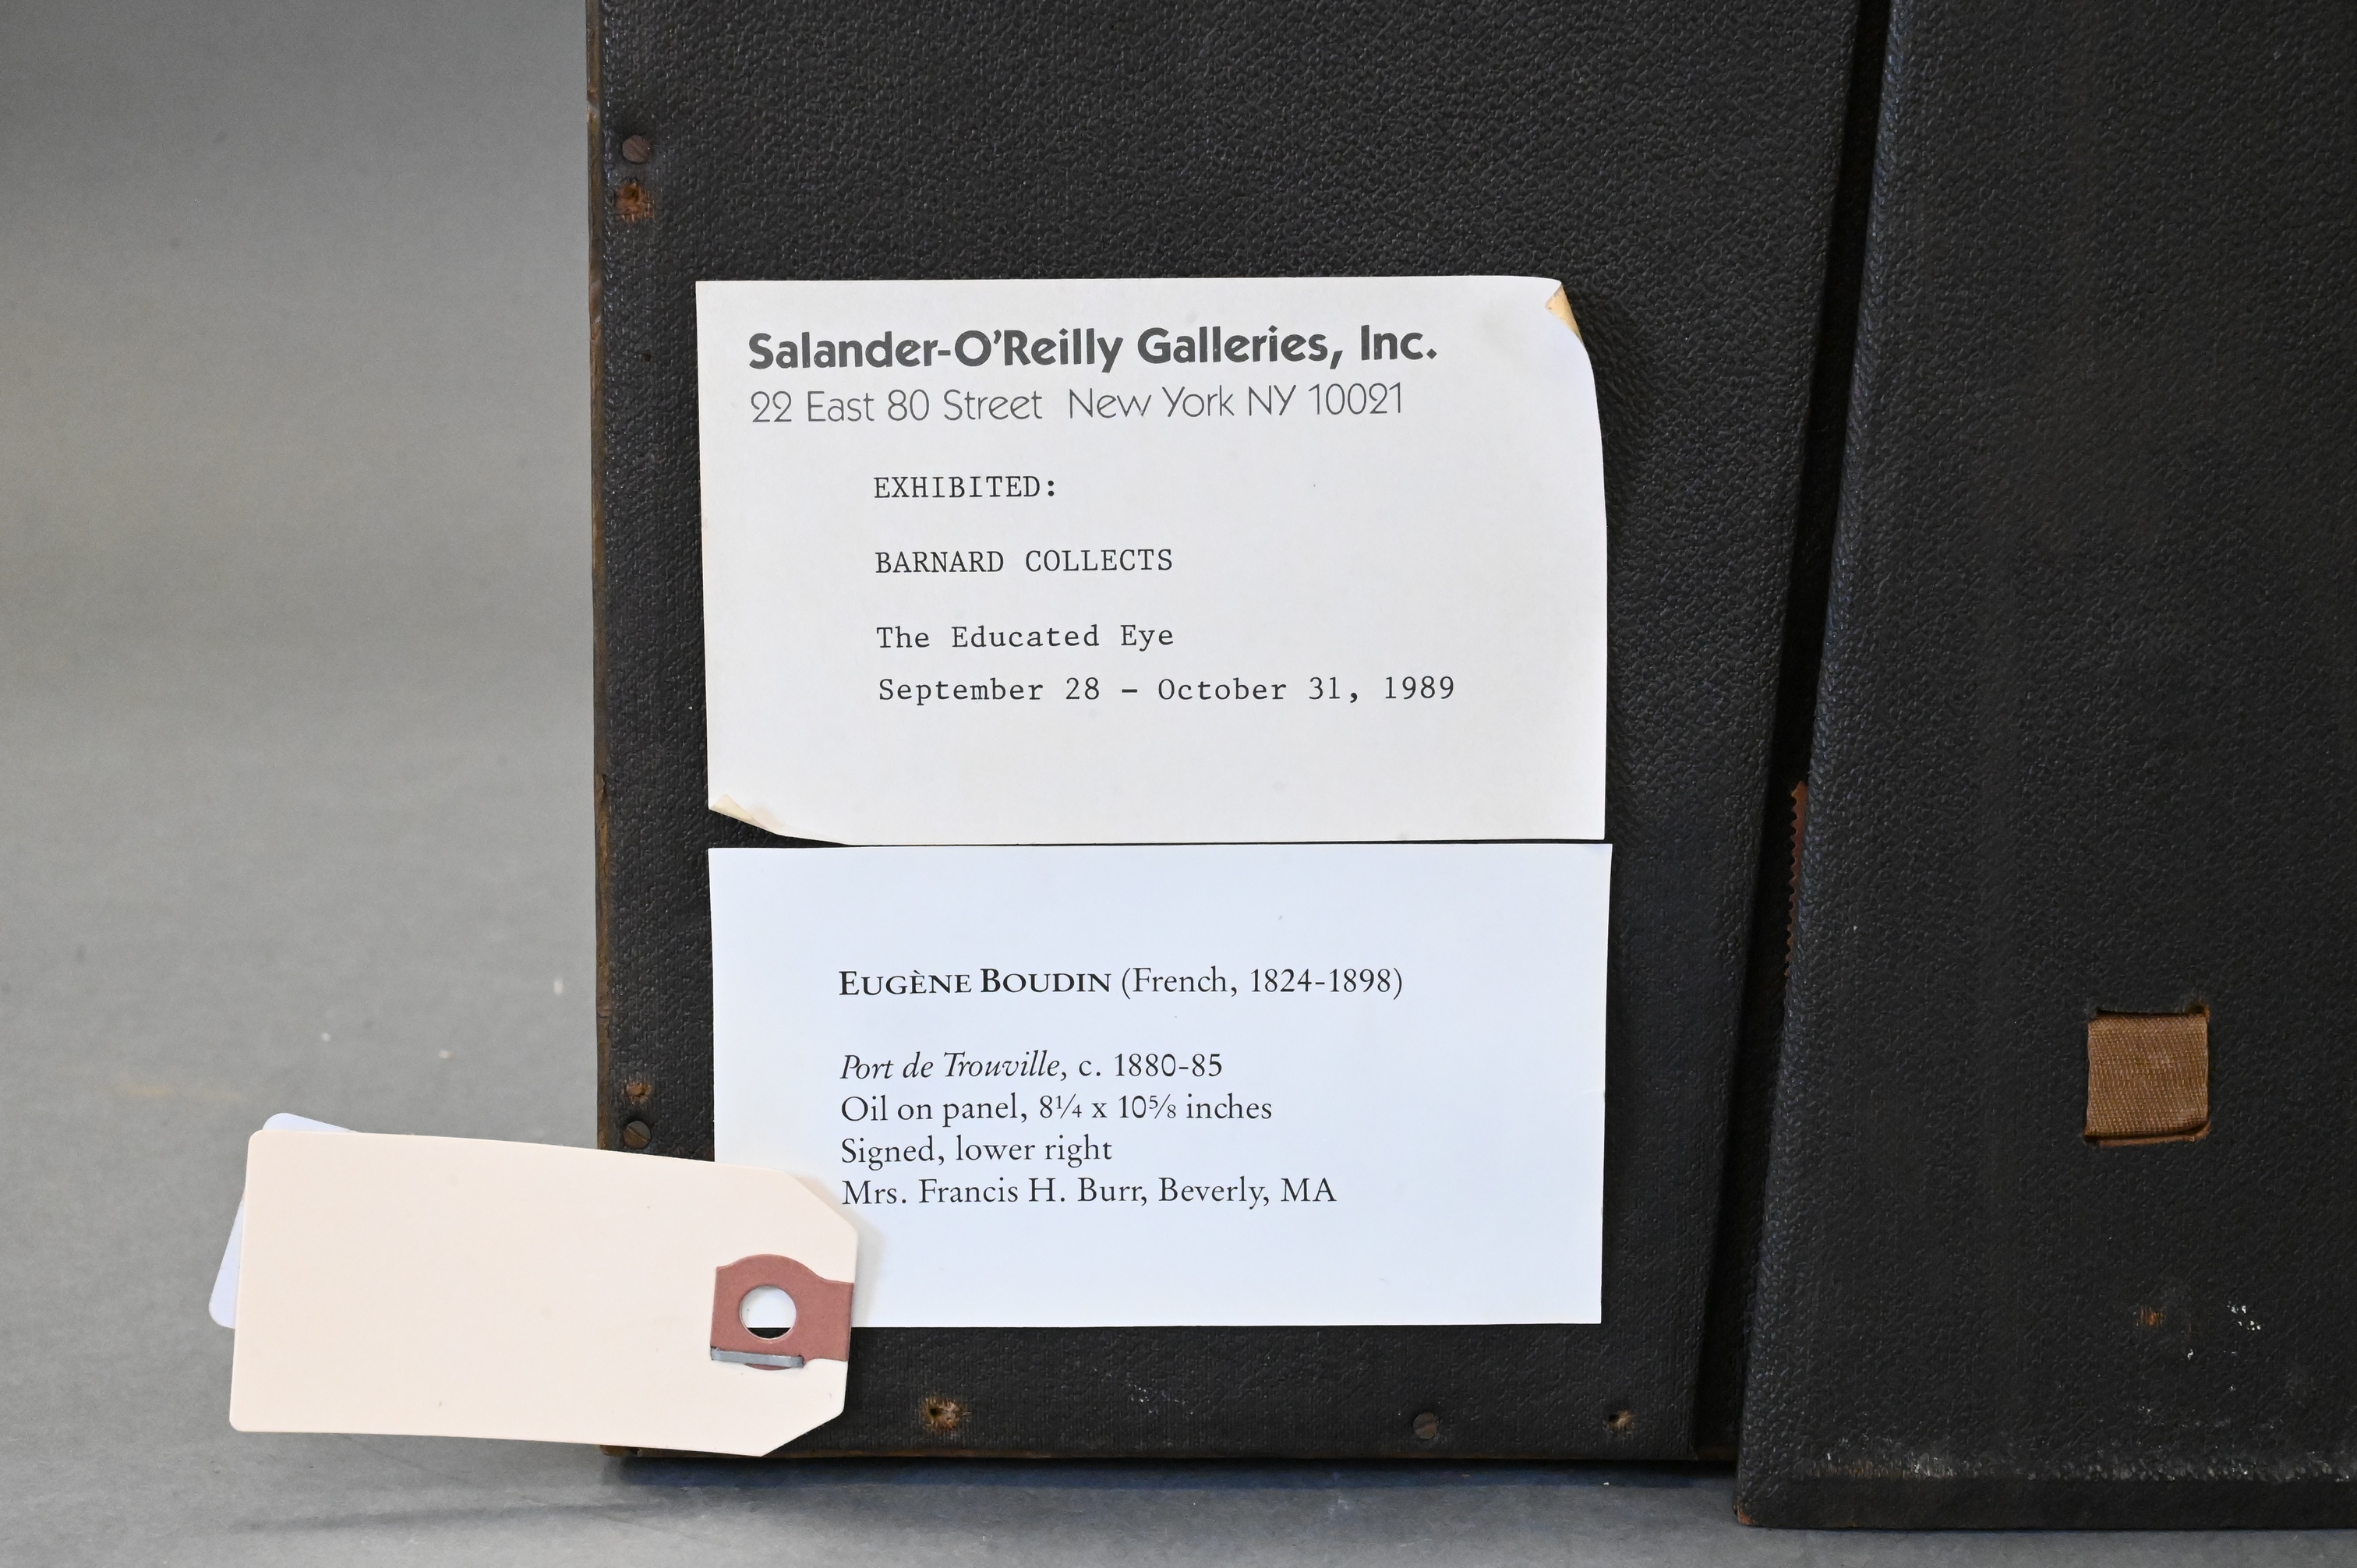 Salander-O'Reilly Galleries, Inc.
22 East 80 Street New York NY 10021
EXHIBITED:
BARNARD COLLECTS
The Educated Eye
September 28 - October 31, 1989
EUGÈNE BOUDIN (French, 1824-1898)
Port de Trouville, c. 1880-85
Oil on panel, 8¼ x 10⅝ inches
Signed, lower right
Mrs. Francis H. Burr, Beverly, MA